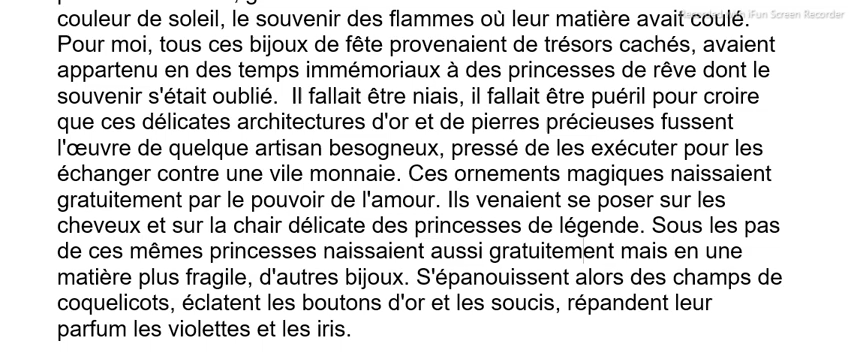 couleur de soleil, le souvenir des flammes où leur matière avait coulé.
Pour moi, tous ces bijoux de fête provenaient de trésors cachés, avaient
appartenu en des temps immémoriaux à des princesses de rêve dont le
souvenir s'était oublié.  Il fallait être niais, il fallait être puéril pour croire
que ces délicates architectures d'or et de pierres précieuses fussent
l'œuvre de quelque artisan besogneux, pressé de les exécuter pour les
échanger contre une vile monnaie. Ces ornements magiques naissaient
gratuitement par le pouvoir de l'amour. Ils venaient se poser sur les
cheveux et sur la chair délicate des princesses de légende. Sous les pas
de ces mêmes princesses naissaient aussi gratuitement mais en une
matière plus fragile, d'autres bijoux. S'épanouissent alors des champs de
coquelicots, éclatent les boutons d'or et les soucis, répandent leur
parfum les violettes et les iris.
iFun Screen Recorder